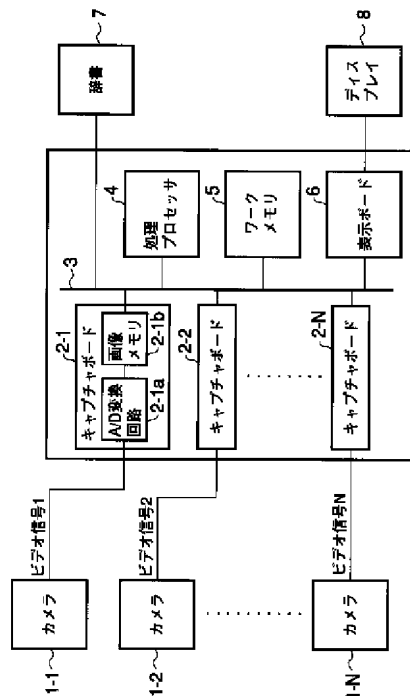 1-1
カメラ
ビデオ信号1
1-2
カメラ
ビデオ信号2
1-N
カメラ
ビデオ信号N
2-1
キャプチャボード
A/D変換
回路
2-1a
画像
メモリ
2-1b
2-2
キャプチャボード
2-N
キャプチャボード
3
4
処理
プロセッサ
5
ワーク
メモリ
6
表示ボード
7
辞書
8
ディス
プレイ